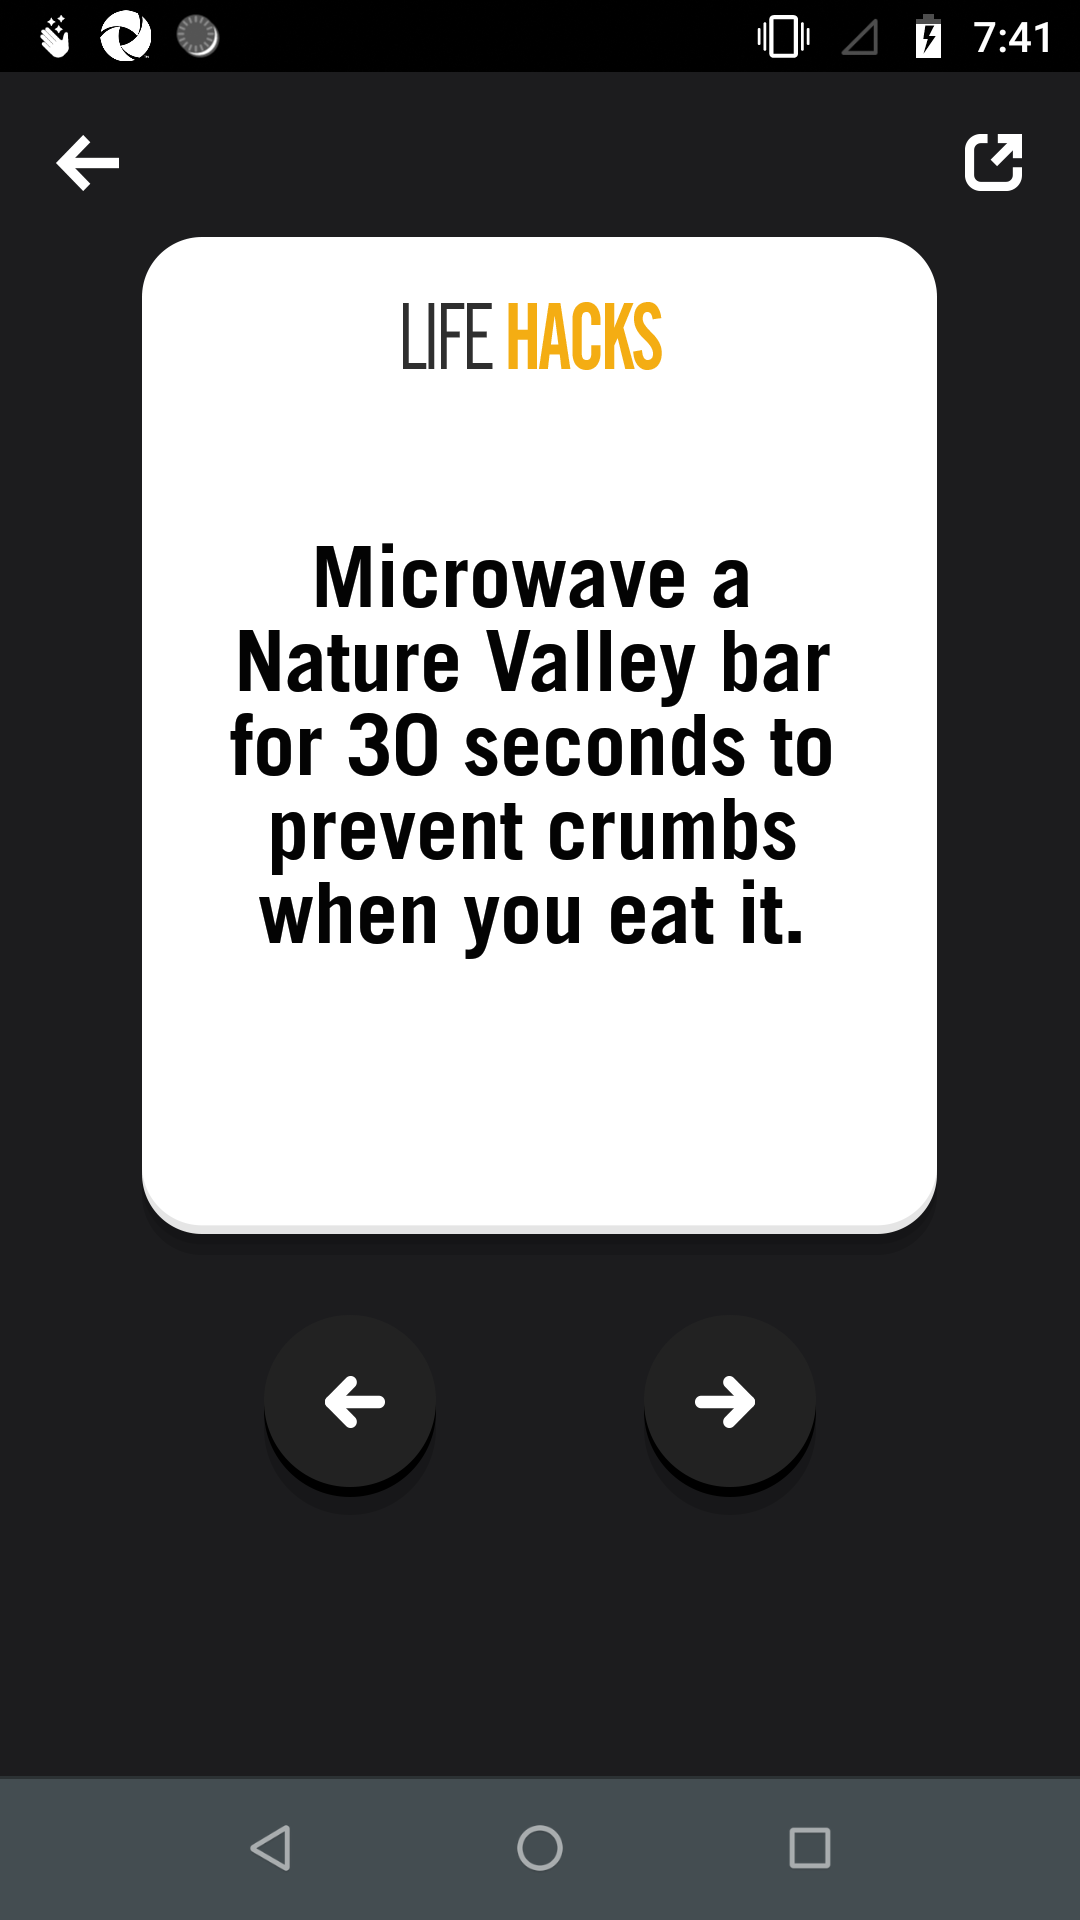 7:41
LIFE HACKS
Microwave a
Nature Valley bar
for 30 seconds to
prevent crumbs
when you eat it.